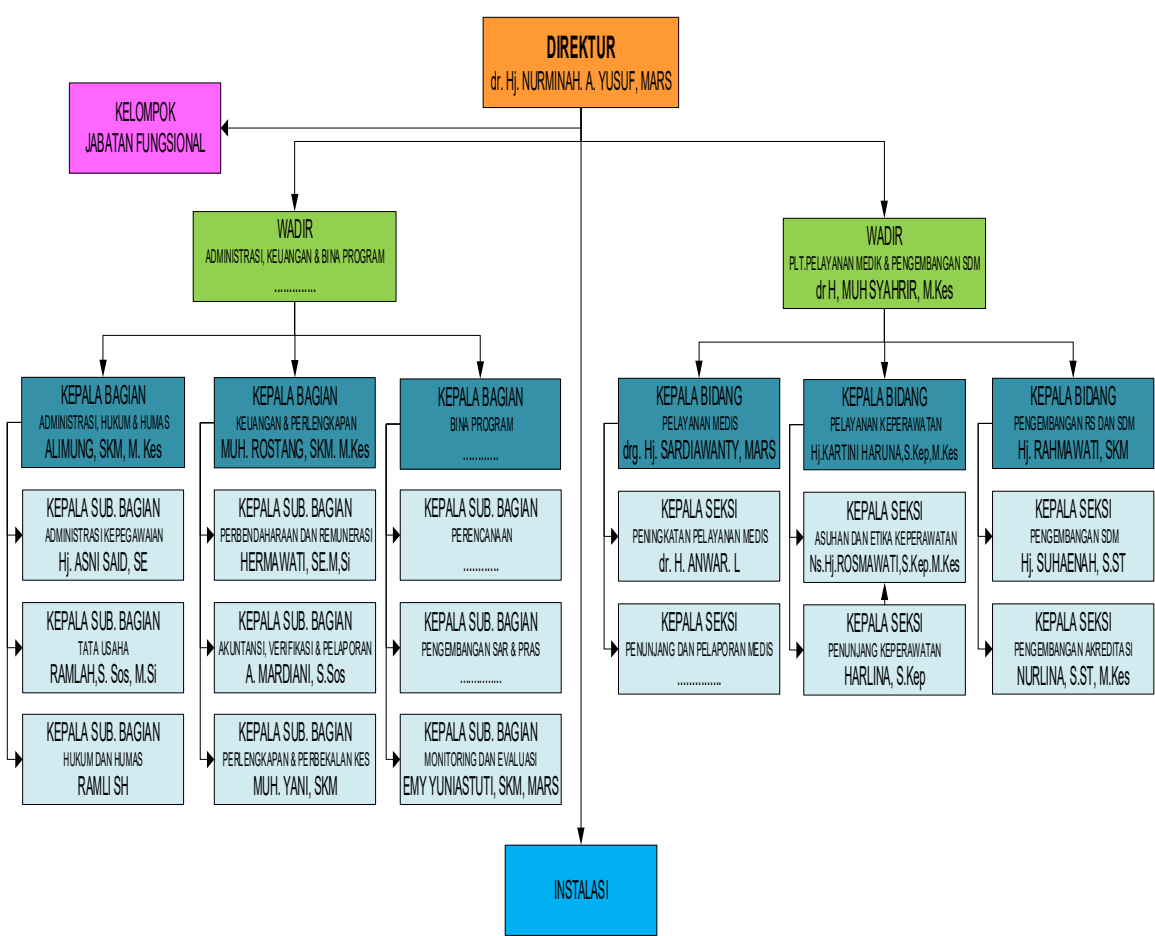 DIREKTUR
dr. Hj. NURMINAH. A. YUSUF, MARS
KELOMPOK
JABATAN FUNGSIONAL
WADIR
ADMINISTRASI, KEUANGAN & BINA PROGRAM
..............
WADIR
PLT.PELAYANAN MEDIK & PENGEMBANGAN SDM
dr H, MUH SYAHRIR, M.Kes
KEPALA BAGIAN
ADMINISTRASI, HUKUM & HUMAS
ALIMUNG, SKM, M. Kes
KEPALA SUB. BAGIAN
ADMINISTRASI KEPEGAWAIAN
Hj. ASNI SAID, SE
KEPALA SUB. BAGIAN
TATA USAHA
RAMLAH,S. Sos, M.Si
KEPALA SUB. BAGIAN
HUKUM DAN HUMAS
RAMLI SH
KEPALA BAGIAN
KEUANGAN & PERLENGKAPAN
MUH. ROSTANG, SKM. M.Kes
KEPALA SUB. BAGIAN
PERBENDAHARAAN DAN REMUNERASI
HERMAWATI, SE.M,Si
KEPALA SUB. BAGIAN
AKUNTANSI, VERIFIKASI & PELAPORAN
A. MARDIANI, S.Sos
KEPALA SUB. BAGIAN
PERLENGKAPAN & PERBEKALAN KES
MUH. YANI, SKM
KEPALA BAGIAN
BINA PROGRAM
............
KEPALA SUB. BAGIAN
PERENCANAAN
............
KEPALA SUB. BAGIAN
PENGEMBANGAN SAR & PRAS
..............
KEPALA SUB. BAGIAN
MONITORING DAN EVALUASI
EMY YUNIASTUTI, SKM, MARS
KEPALA BIDANG
PELAYANAN MEDIS
drg. Hj. SARDIAWANTY, MARS
KEPALA SEKSI
PENINGKATAN PELAYANAN MEDIS
dr. H. ANWAR. L
KEPALA SEKSI
PENUNJANG DAN PELAPORAN MEDIS
..............
KEPALA BIDANG
PELAYANAN KEPERAWATAN
Hj.KARTINI HARUNA,S.Kep,M.Kes
KEPALA SEKSI
ASUHAN DAN ETIKA KEPERAWATAN
Ns.Hj.ROSMAWATI,S.Kep.M.Kes
KEPALA SEKSI
PENUNJANG KEPERAWATAN
HARLINA, S.Kep
KEPALA BIDANG
PENGEMBANGAN RS DAN SDM
Hj. RAHMAWATI, SKM
KEPALA SEKSI
PENGEMBANGAN SDM
Hj. SUHAENAH, S.ST
KEPALA SEKSI
PENGEMBANGAN AKREDITASI
NURLINA, S.ST, M.Kes
INSTALASI